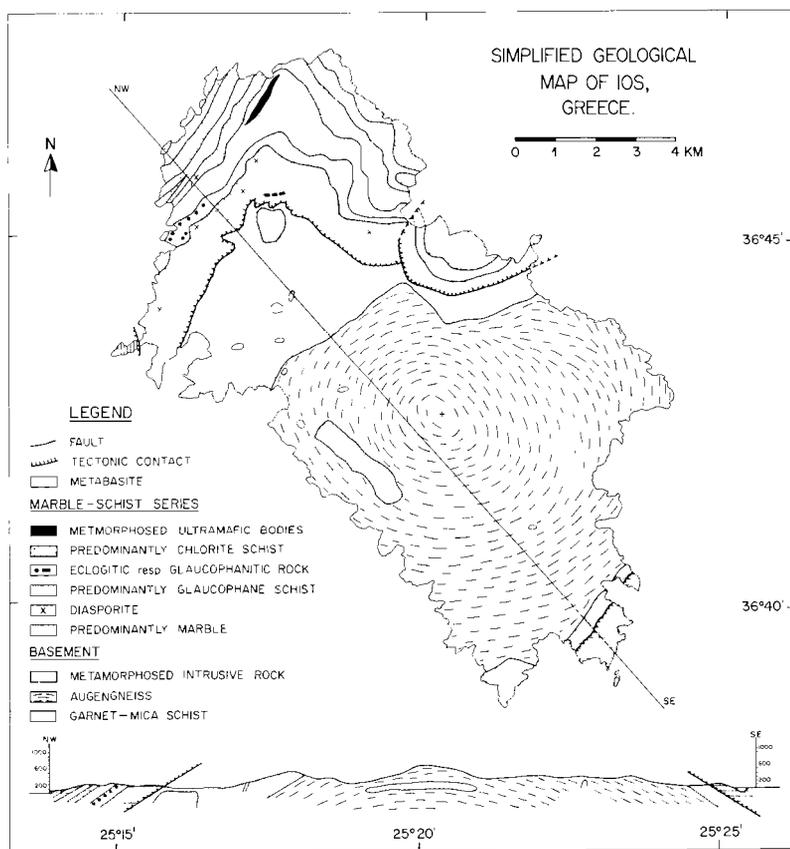 SIMPLIFIED GEOLOGICAL
MAP OF IOS,
GREECE.
0 1 2 3 4 KM
N
NW
36°45'
LEGEND
FAULT
TECTONIC CONTACT
METABASITE
MARBLE-SCHIST SERIES
METMORPHOSED ULTRAMAFIC BODIES
PREDOMINANTLY CHLORITE SCHIST
ECLOGITIC resp GLAUCOPHANITIC ROCK
PREDOMINANTLY GLAUCOPHANE SCHIST
x DIASPORITE
PREDOMINANTLY MARBLE
36°40'
BASEMENT
METAMORPHOSED INTRUSIVE ROCK
AUGENGNEISS
GARNET-MICA SCHIST
SE
NW
1000
600
200
SE
1000
600
200
25°15' 25°20' 25°25'